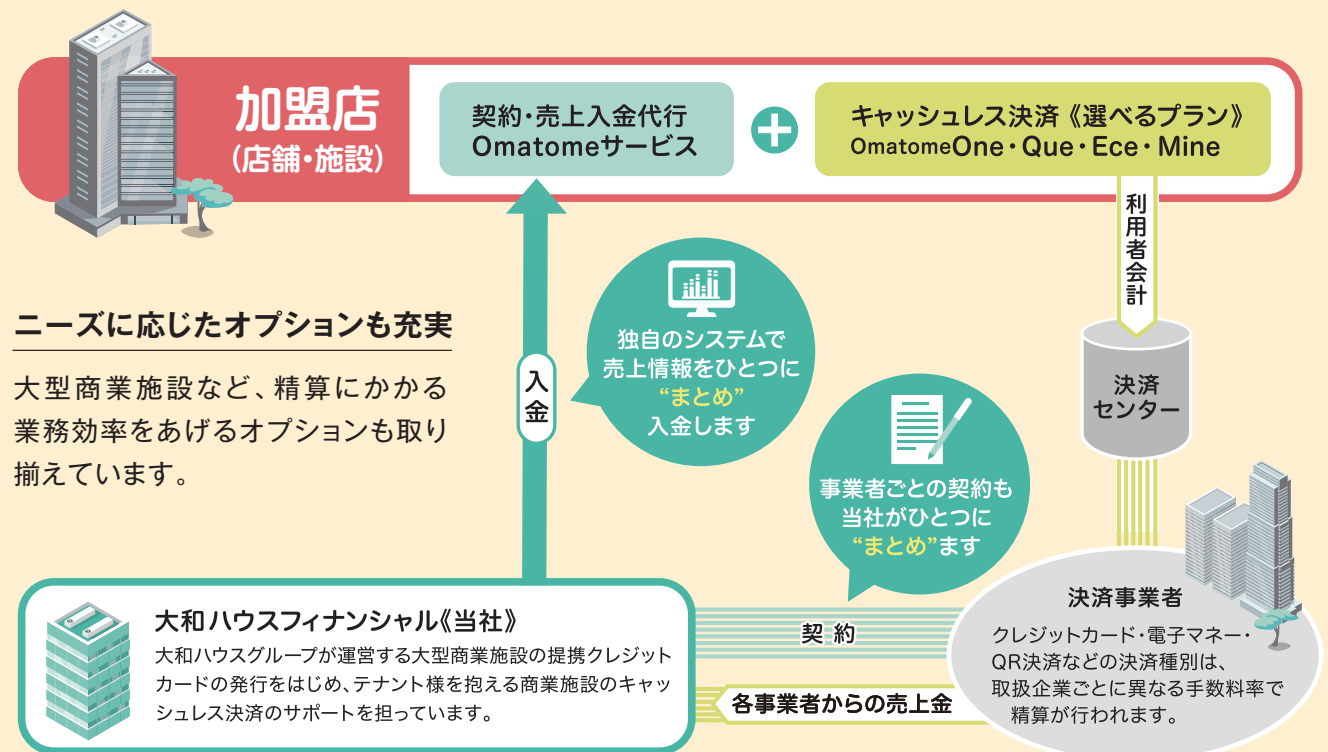 加盟店
(店舗・施設)
契約・売上入金代行
Omatomeサービス
キャッシュレス決済《選べるプラン》
OmatomeOne・Que・Ece・Mine
利用者会計
決済
センター
入金
独自のシステムで
売上情報をひとつに
“まとめ”
入金します
事業者ごとの契約も
当社がひとつに
“まとめ”ます
ニーズに応じたオプションも充実
大型商業施設など、精算にかかる
業務効率をあげるオプションも取り
揃えています。
大和ハウスフィナンシャル《当社》
大和ハウスグループが運営する大型商業施設の提携クレジット
カードの発行をはじめ、テナント様を抱える商業施設のキャッ
シュレス決済のサポートを担っています。
契約
各事業者からの売上金
決済事業者
クレジットカード・電子マネー・
QR決済などの決済種別は、
取扱企業ごとに異なる手数料率で
精算が行われます。